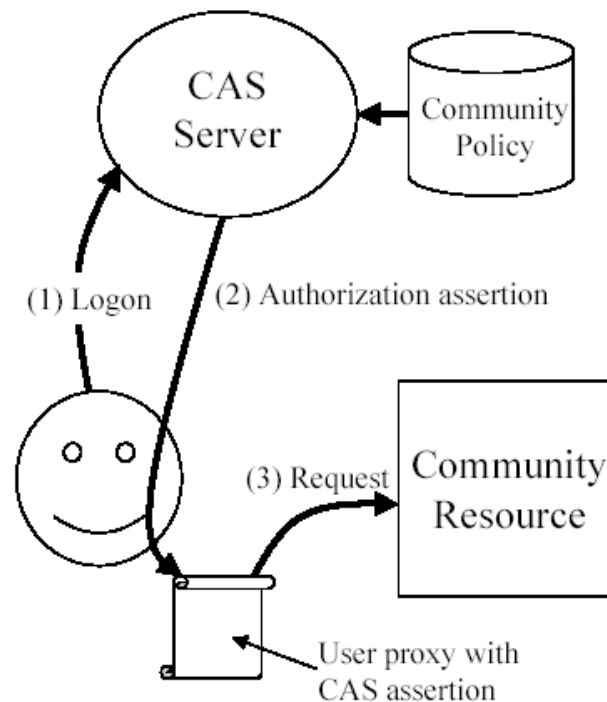 CAS
Server
Community
Policy
(1) Logon
(2) Authorization assertion
(3) Request
Community
Resource
User proxy with
CAS assertion